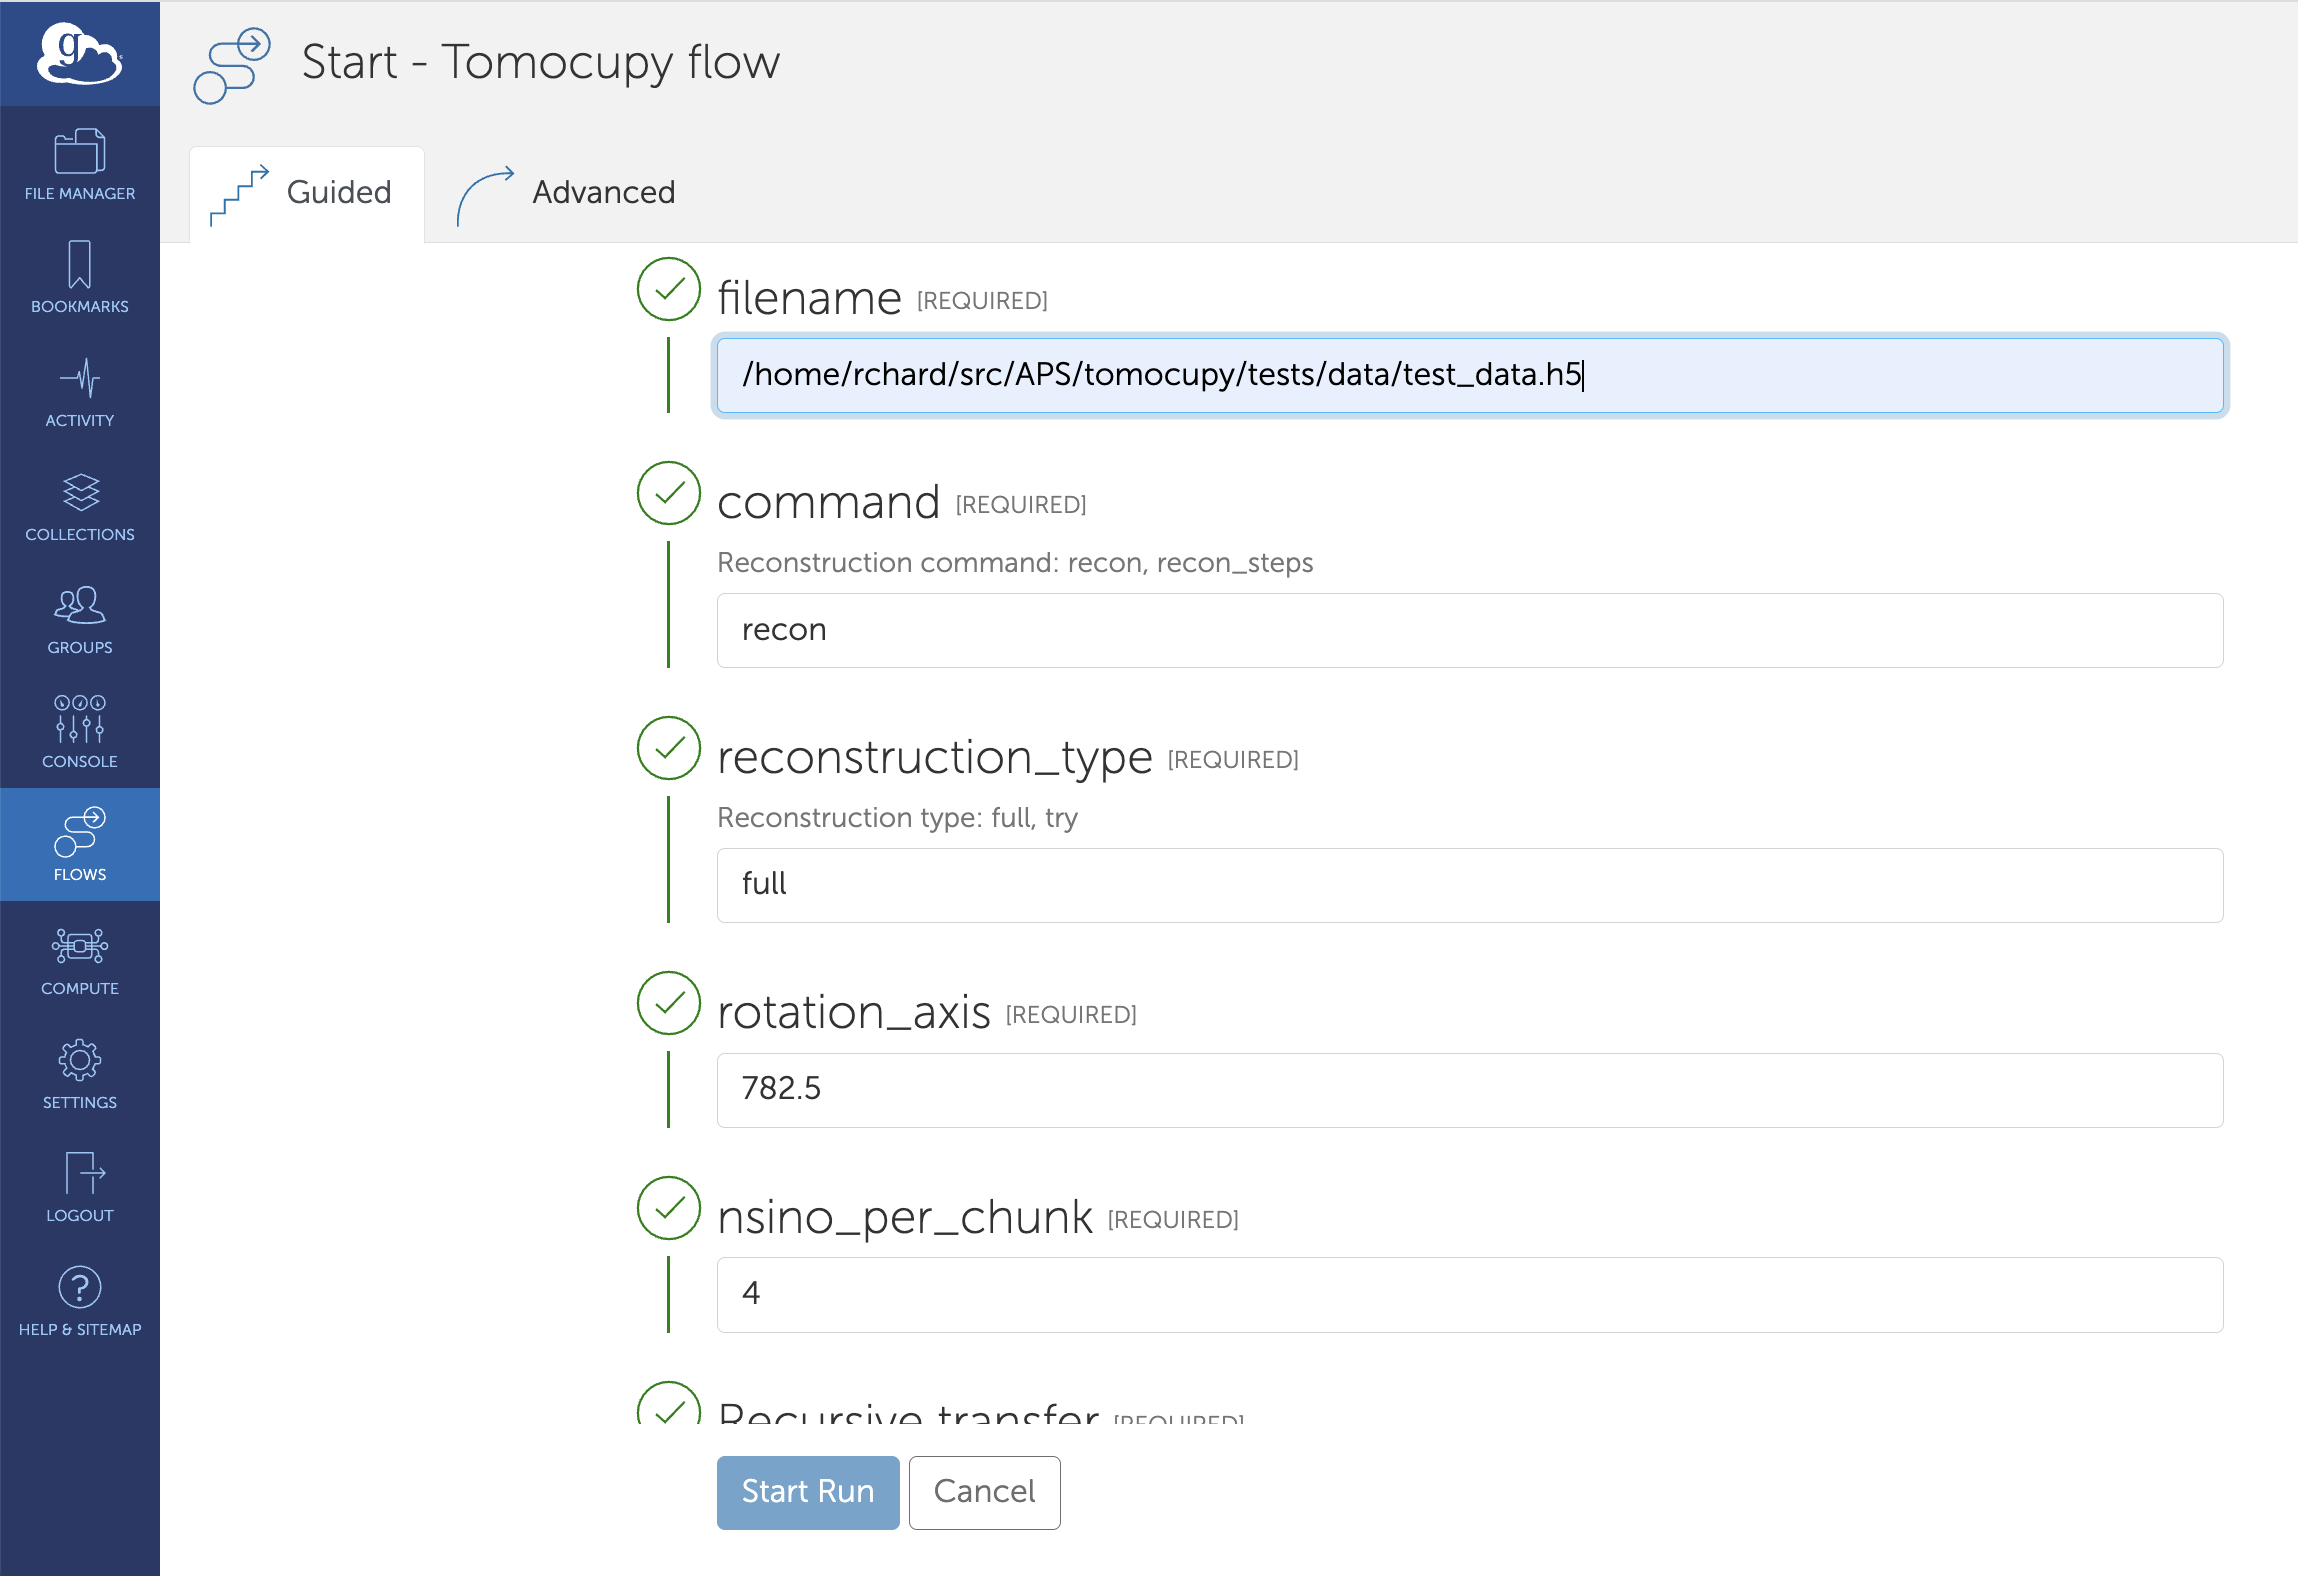 g
Start - Tomocupy flow
FILE MANAGER
BOOKMARKS
ACTIVITY
COLLECTIONS
GROUPS
CONSOLE
FLOWS
COMPUTE
SETTINGS
LOGOUT
HELP & SITEMAP
Guided
Advanced
filename [REQUIRED]
/home/rchard/src/APS/tomocupy/tests/data/test_data.h5
command [REQUIRED]
Reconstruction command: recon, recon_steps
recon
reconstruction_type [REQUIRED]
Reconstruction type: full, try
full
rotation_axis [REQUIRED]
782.5
nsino_per_chunk [REQUIRED]
4
Recursive transfer [REQUIRED]
Start Run
Cancel